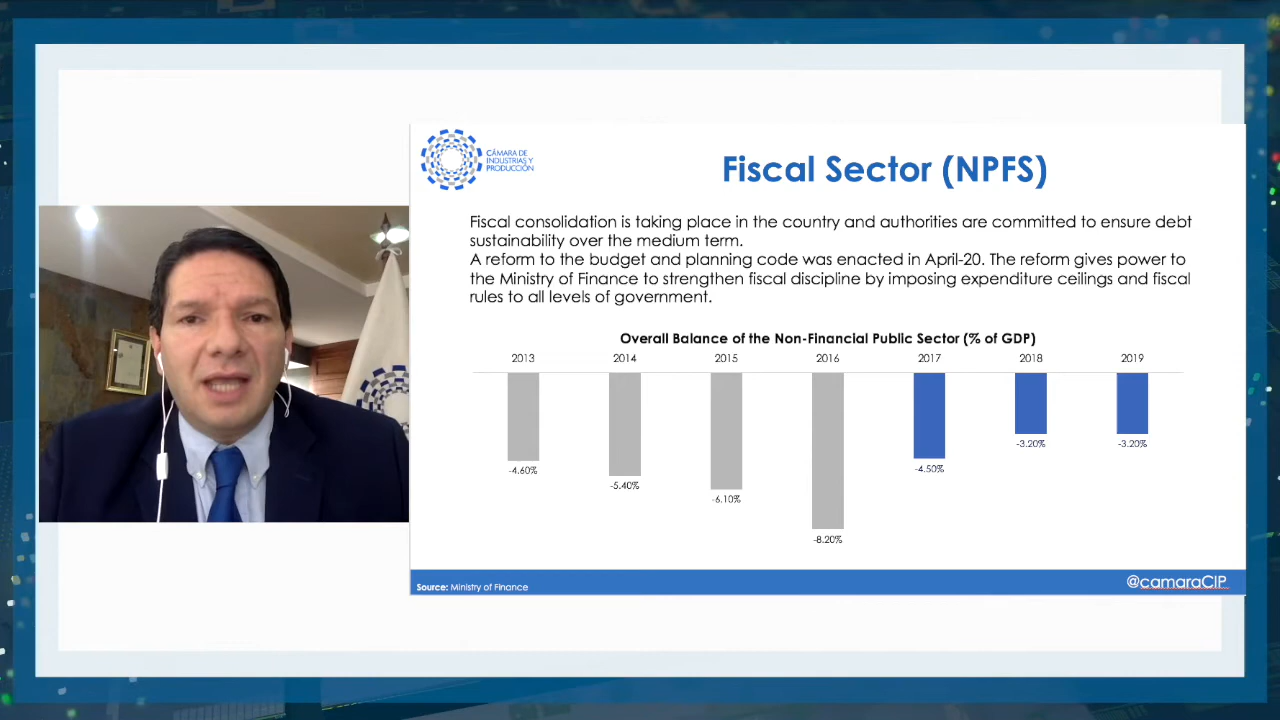 CÁMARA DE
INDUSTRIAS Y
PRODUCCIÓN
Fiscal Sector (NPFS)
Fiscal consolidation is taking place in the country and authorities are committed to ensure debt
sustainability over the medium term.
A reform to the budget and planning code was enacted in April-20. The reform gives power to
the Ministry of Finance to strengthen fiscal discipline by imposing expenditure ceilings and fiscal
rules to all levels of government.
Overall Balance of the Non-Financial Public Sector (% of GDP)
2013 2014 2015 2016 2017 2018 2019
-4.60% -5.40% -6.10% -8.20% -4.50% -3.20% -3.20%
Source: Ministry of Finance
@camaraCIP